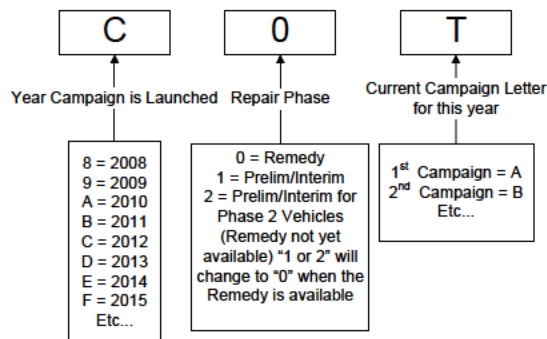 C
0
T
Year Campaign is Launched
Repair Phase
Current Campaign Letter
for this year
8 = 2008
9 = 2009
A = 2010
B = 2011
C = 2012
D = 2013
E = 2014
F = 2015
Etc...
0 = Remedy
1 = Prelim/Interim
2 = Prelim/Interim for
Phase 2 Vehicles
(Remedy not yet
available) “1 or 2” will
change to “0” when the
Remedy is available
1st Campaign = A
2nd Campaign = B
Etc...